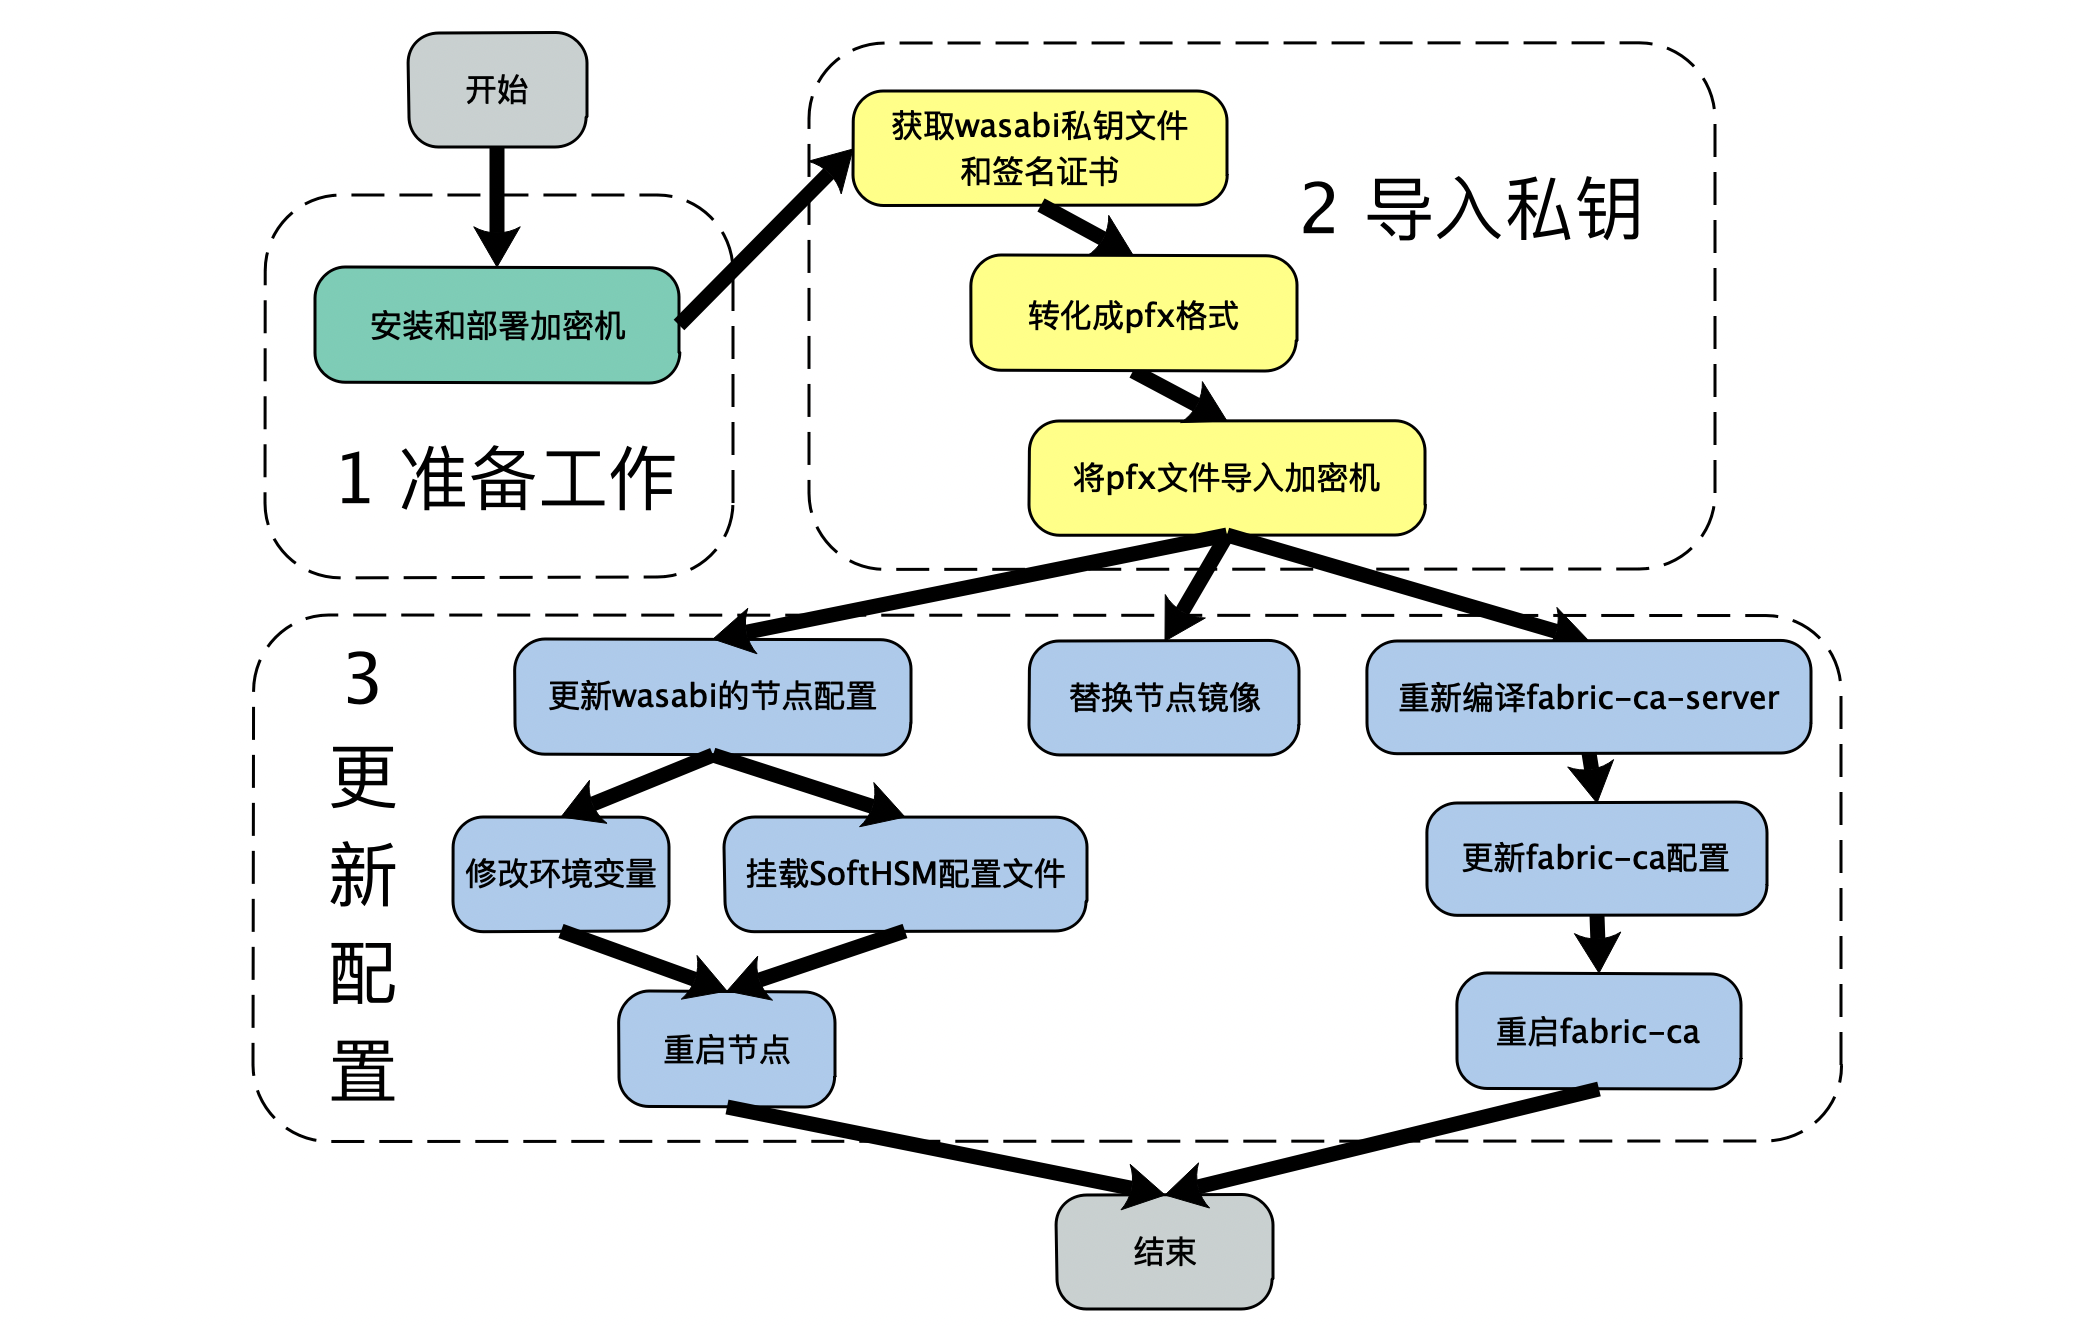 开始
安装和部署加密机
1 准备工作
获取wasabi私钥文件
和签名证书
2 导入私钥
转化成pfx格式
将pfx文件导入加密机
3
更
新
配
置
更新wasabi的节点配置
替换节点镜像
重新编译fabric-ca-server
修改环境变量
挂载SoftHSM配置文件
更新fabric-ca配置
重启节点
重启fabric-ca
结束